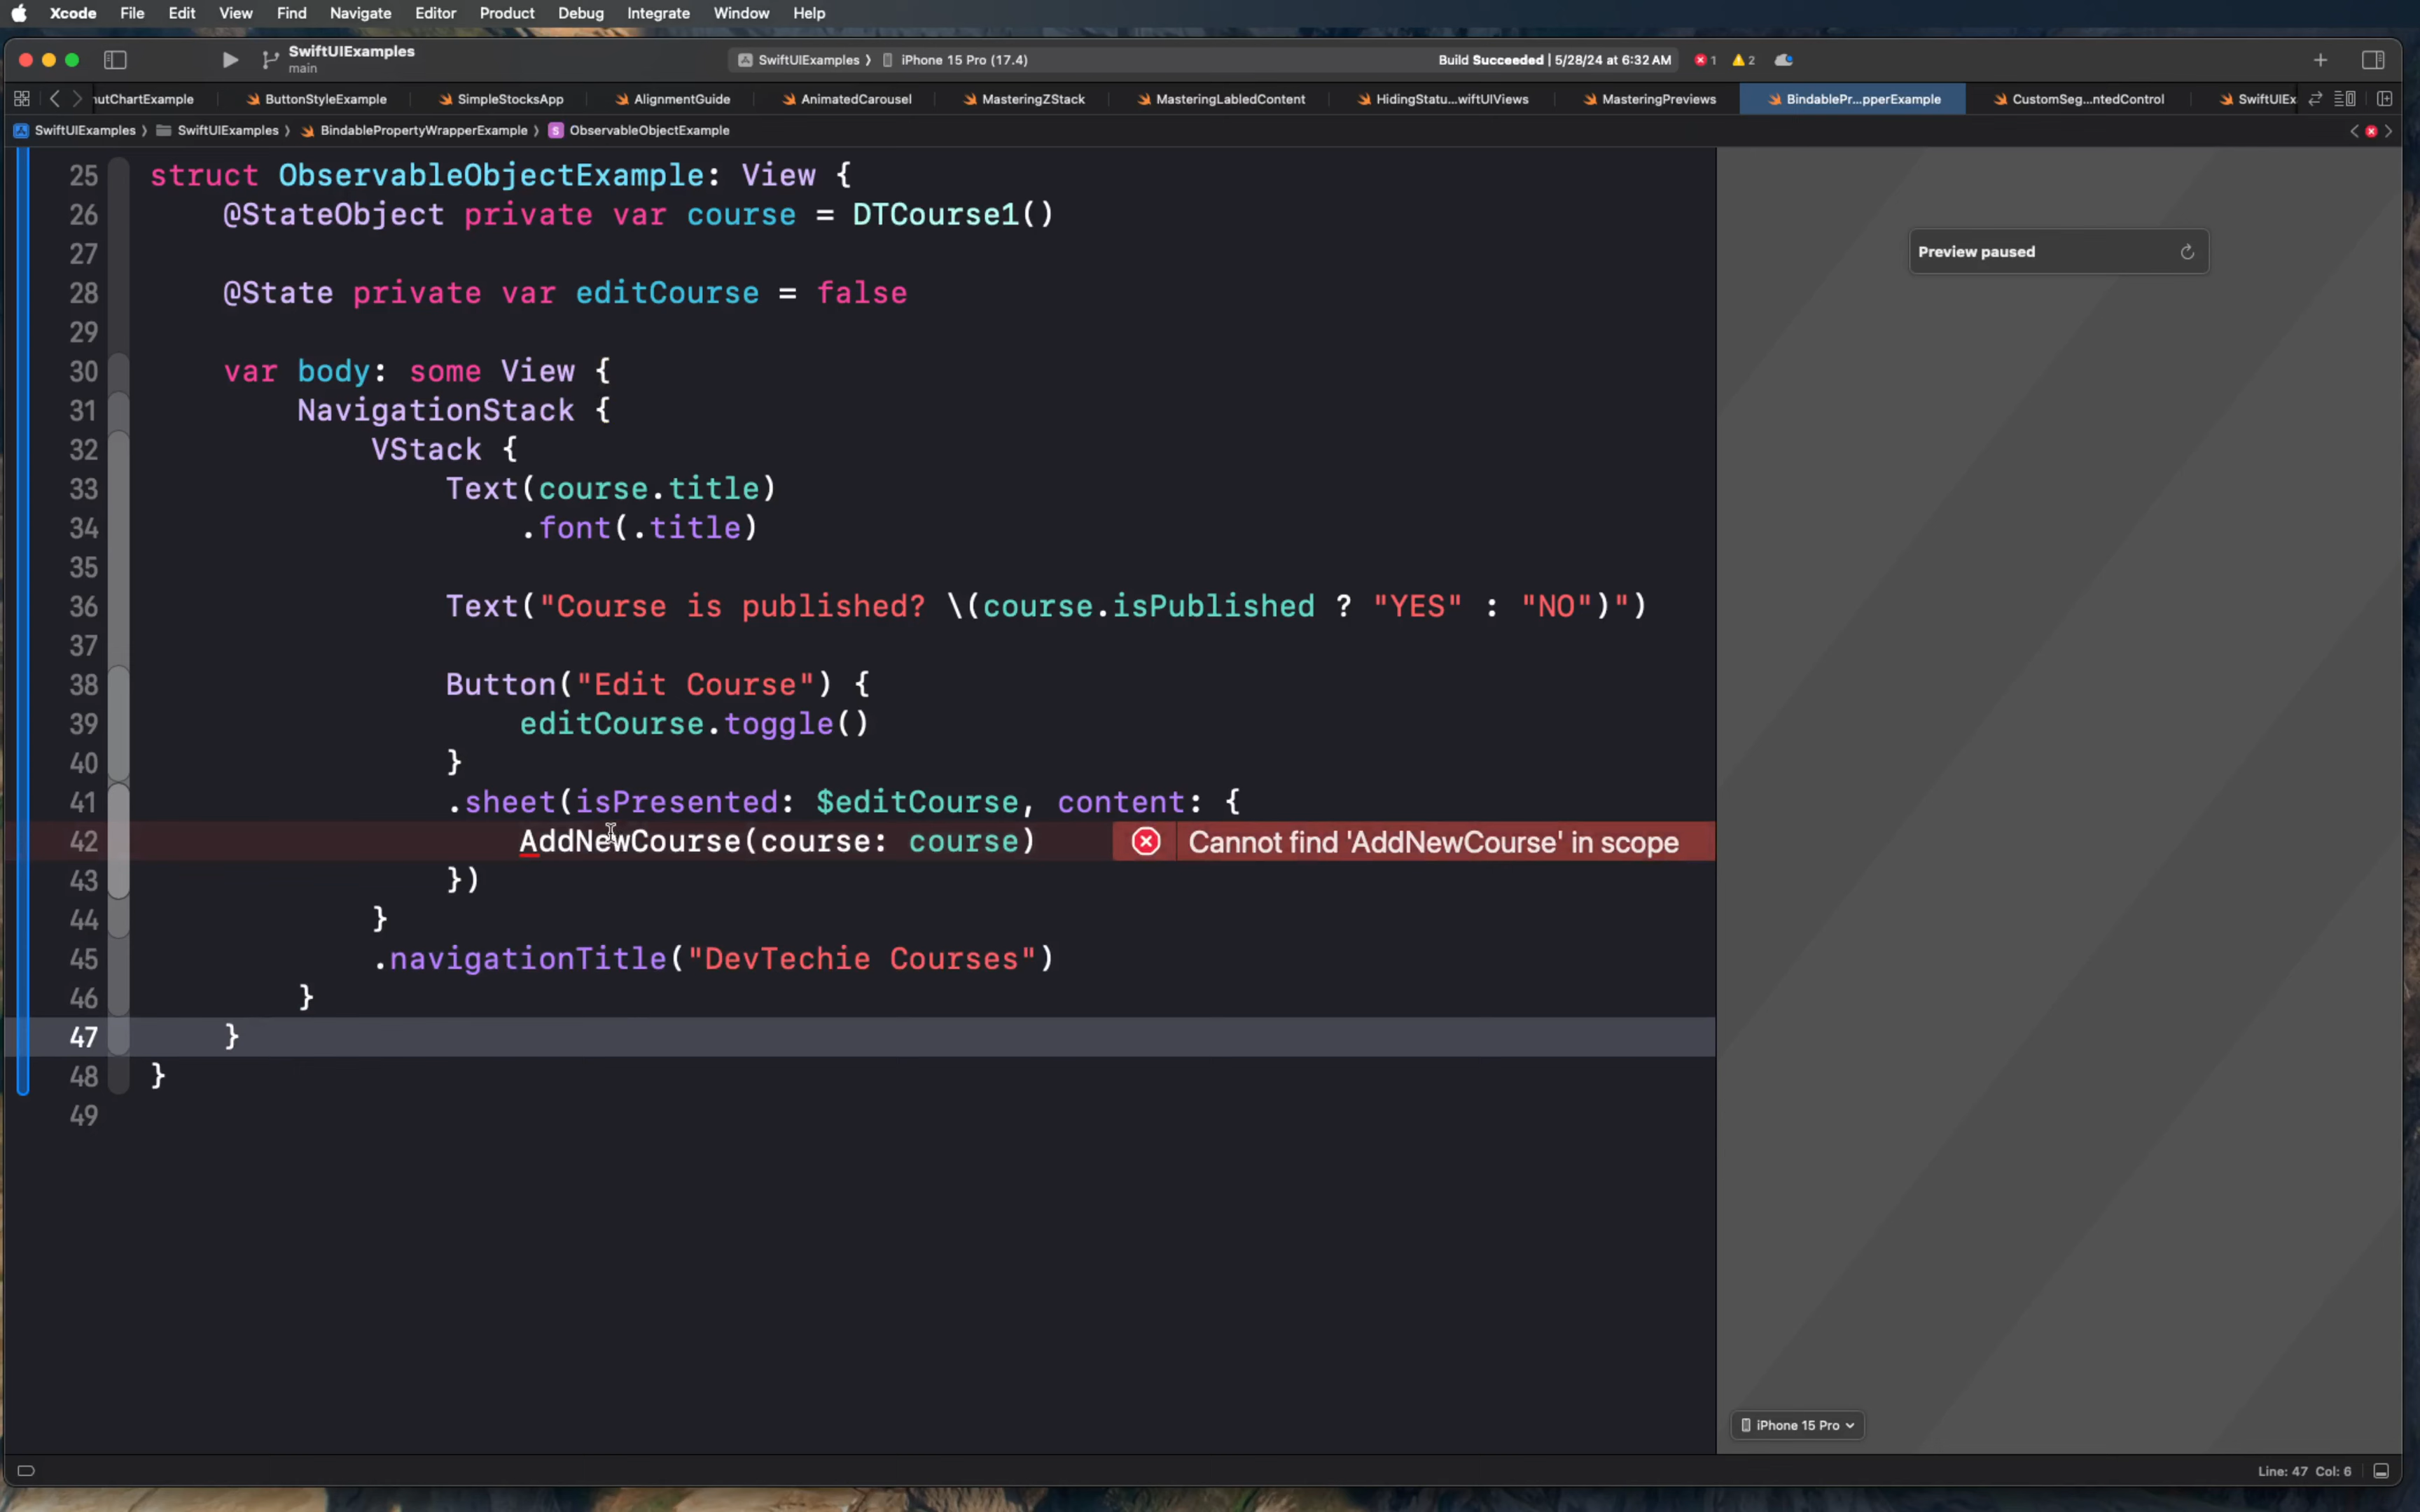 Xcode File Edit View Find Navigate Editor Product Debug Integrate Window Help
SwiftUIExamples
main
SwiftUIExamples 〉 iPhone 15 Pro (17.4)
Build Succeeded | 5/28/24 at 6:32 AM 1 2
nutChartExample ButtonStyleExample SimpleStocksApp AlignmentGuide AnimatedCarousel MasteringZStack MasteringLabledContent HidingStatu...wiftUIViews MasteringPreviews BindablePr...pperExample CustomSeg...ntedControl SwiftUIEx
SwiftUIExamples 〉 SwiftUIExamples 〉 BindablePropertyWrapperExample 〉 S ObservableObjectExample
25 struct ObservableObjectExample: View {
26 @StateObject private var course = DTCourse1()
27
28 @State private var editCourse = false
29
30 var body: some View {
31 NavigationStack {
32 VStack {
33 Text(course.title)
34 .font(.title)
35
36 Text("Course is published? \(course.isPublished ? "YES" : "NO")")
37
38 Button("Edit Course") {
39 editCourse.toggle()
40 }
41 .sheet(isPresented: $editCourse, content: {
42 AddNewCourse(course: course) Cannot find 'AddNewCourse' in scope
43 })
44 }
45 .navigationTitle("DevTechie Courses")
46 }
47 }
48 }
49
Preview paused
iPhone 15 Pro
Line: 47 Col: 6